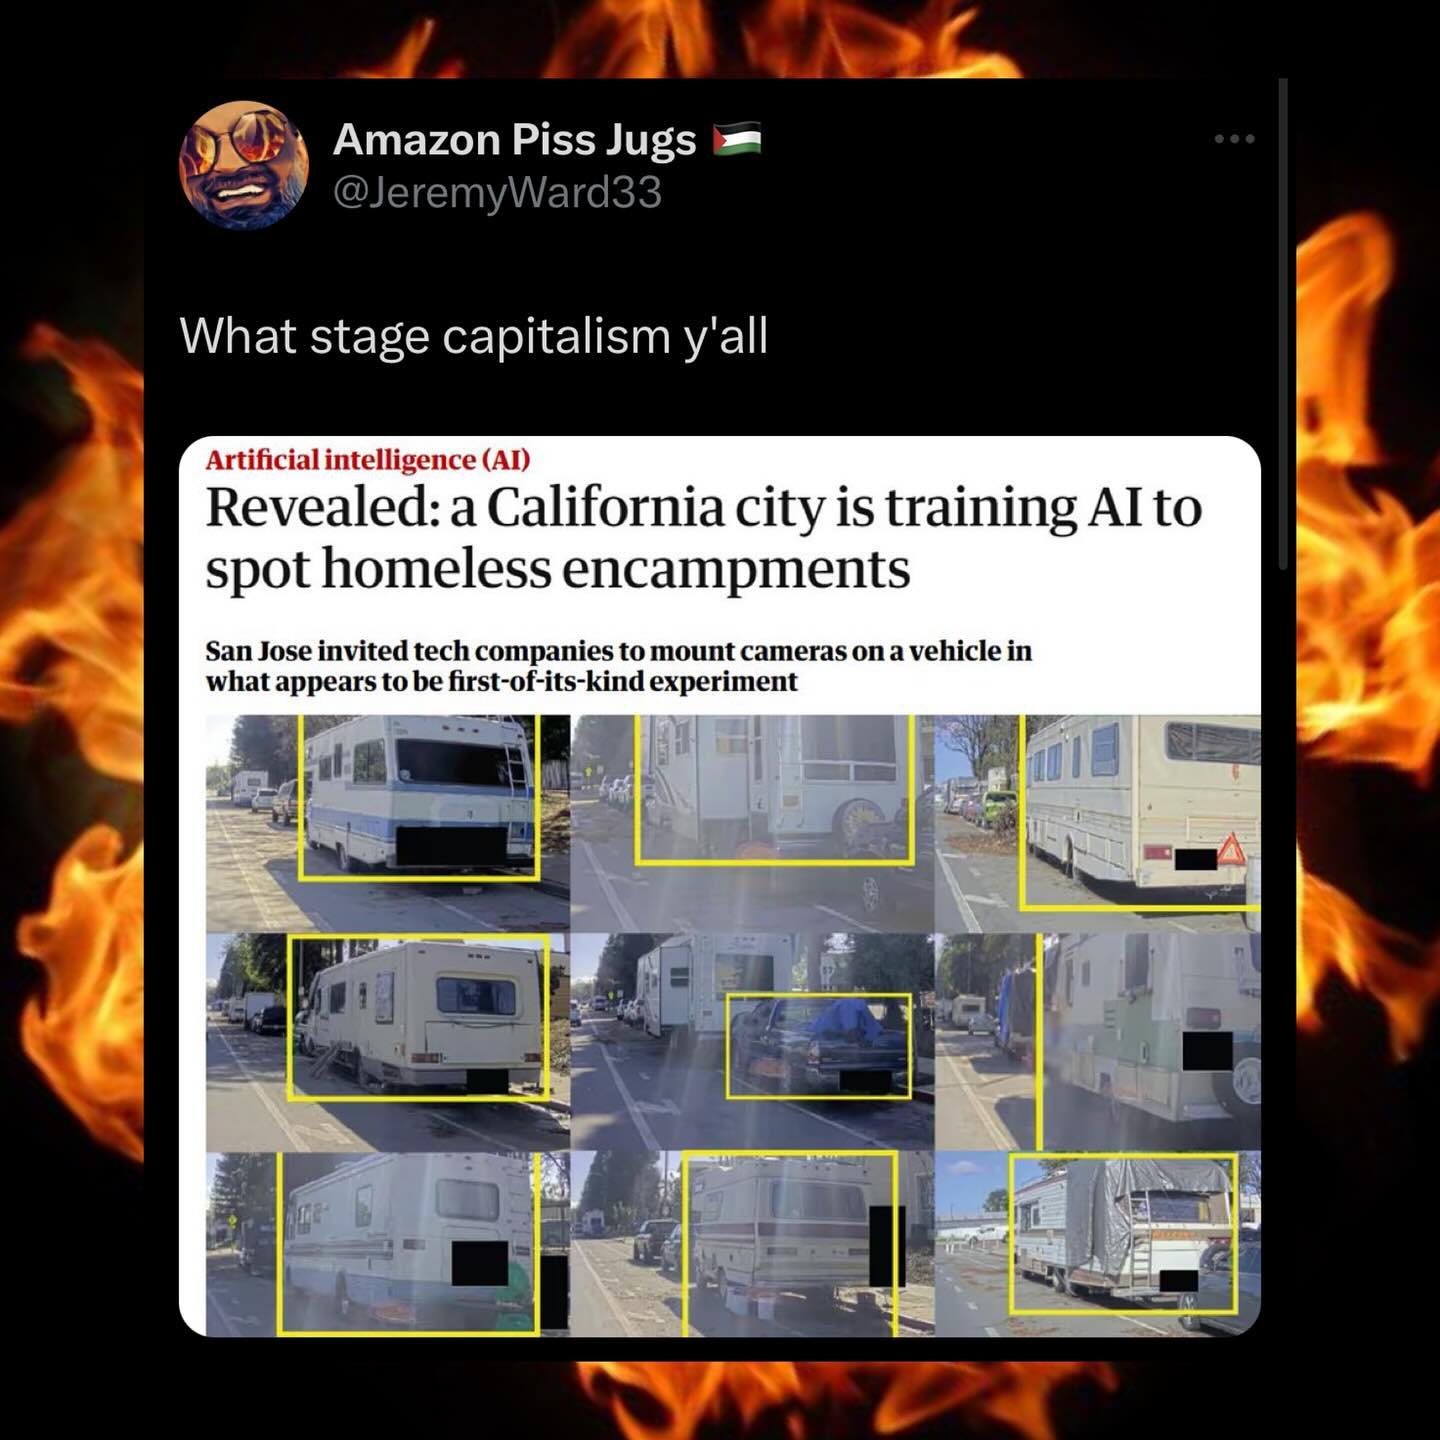 Amazon Piss Jugs 🇵🇸
@JeremyWard33
What stage capitalism y'all
Artificial intelligence (AI)
Revealed: a California city is training AI to
spot homeless encampments
San Jose invited tech companies to mount cameras on a vehicle in
what appears to be first-of-its-kind experiment